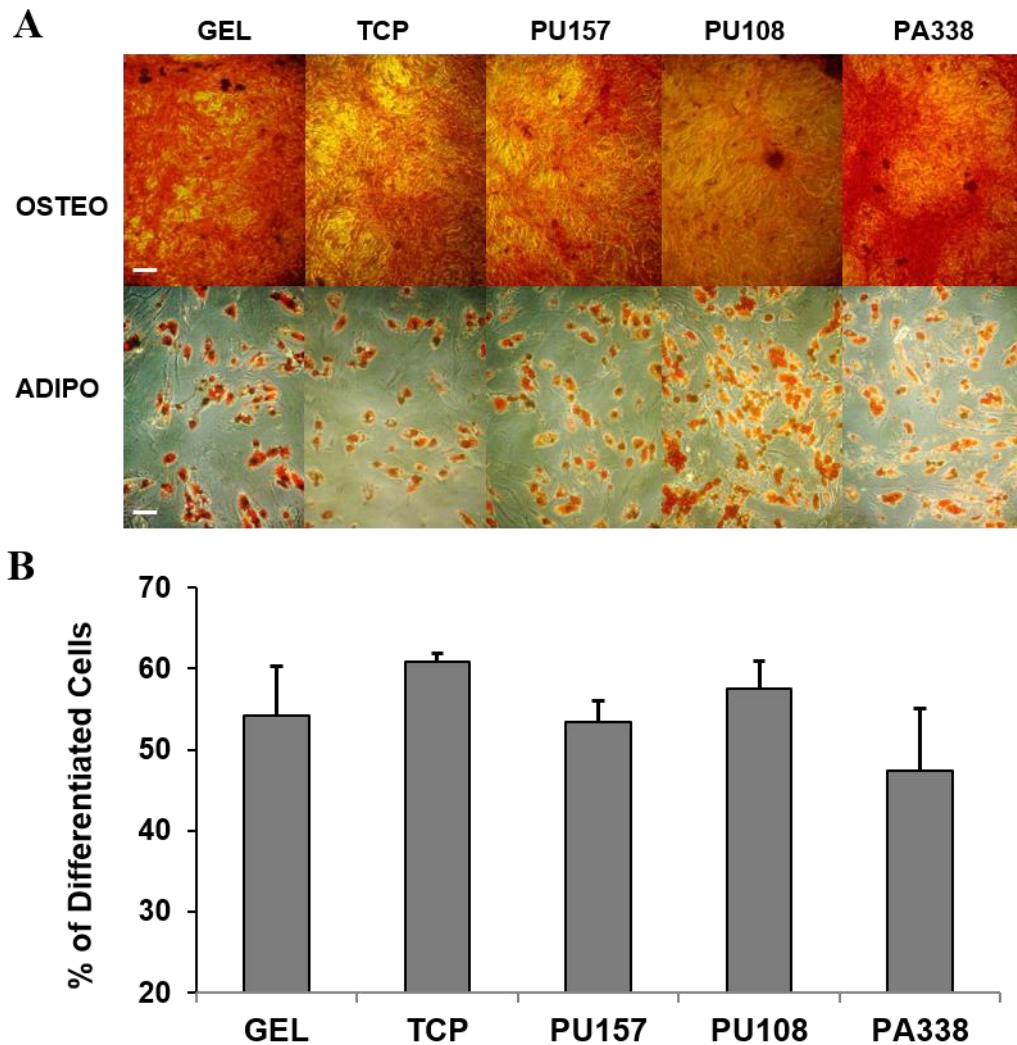 A
GEL TCP PU157 PU108 PA338
OSTEO
ADIPO
B
% of Differentiated Cells
70
60
50
40
30
20
GEL TCP PU157 PU108 PA338